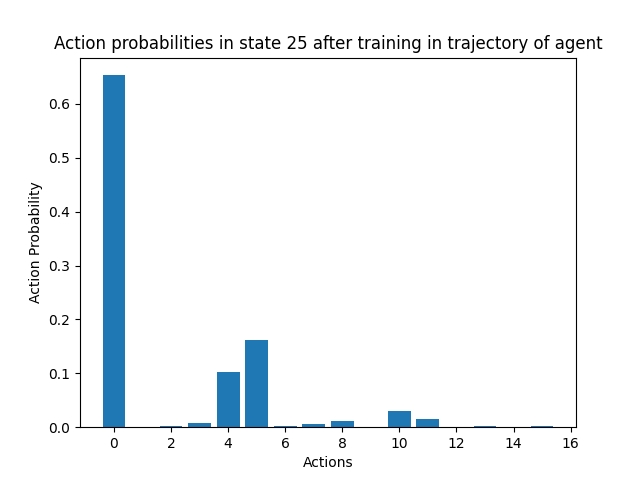 Action probabilities in state 25 after training in trajectory of agent
Action Probability
0.6
0.5
0.4
0.3
0.2
0.1
0.0
0 2 4 6 8 10 12 14 16
Actions